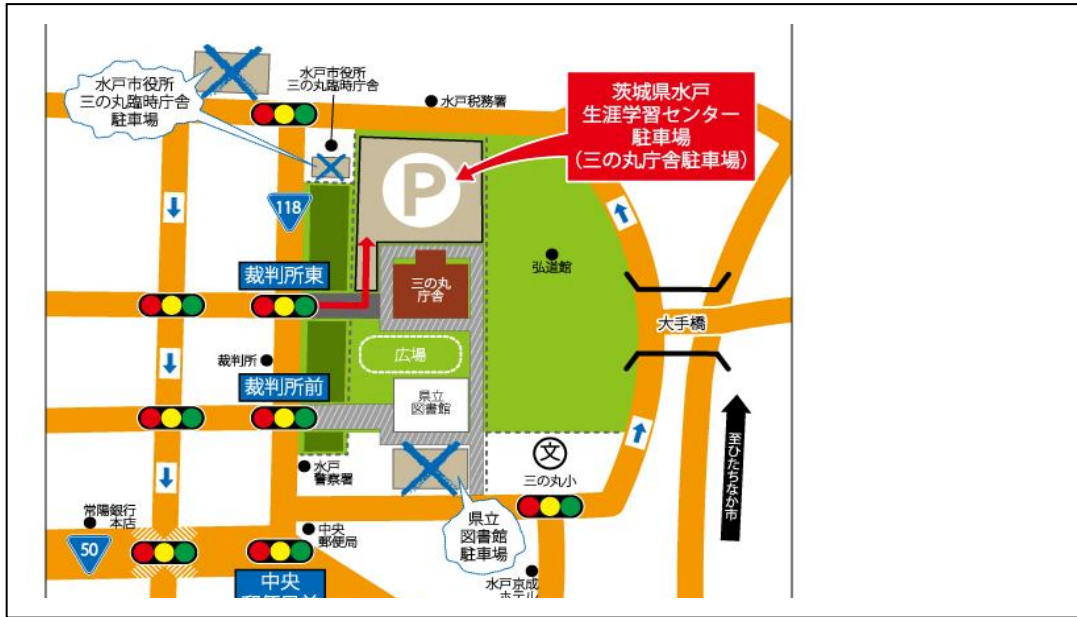 水戸市役所
三の丸臨時庁舎
駐車場
水戸市役所
三の丸臨時庁舎
水戸税務署
茨城県水戸
生涯学習センター
駐車場
(三の丸庁舎駐車場)
P
118
裁判所東
三の丸
庁舎
弘道館
大手橋
裁判所
広場
裁判所前
県立
図書館
文
三の丸小
至ひたちなか市
水戸
警察署
県立
図書館
駐車場
常陽銀行
本店
50
中央
郵便局
水戸京成
ホテル
中央
郵便局前